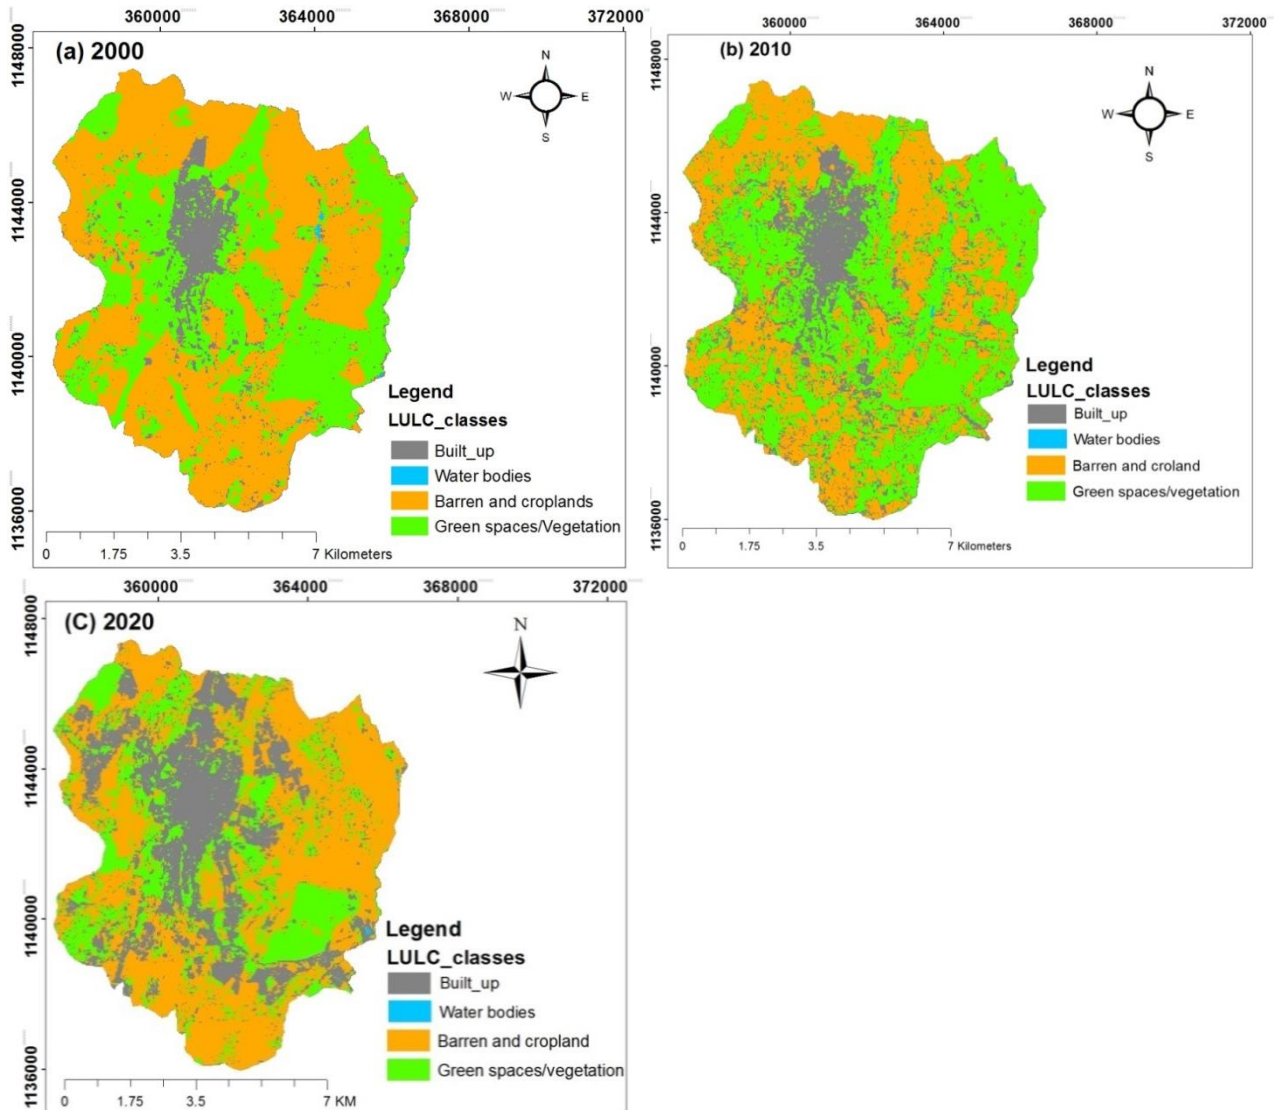 360000 364000 368000 372000
(a) 2000
N
W E
S
1148000
1144000
1140000
1136000
Legend
LULC_classes
Built_up
Water bodies
Barren and croplands
Green spaces/Vegetation
0 1.75 3.5 7 Kilometers
360000 364000 368000 372000
(b) 2010
N
W E
S
1148000
1144000
1140000
1136000
Legend
LULC_classes
Built_up
Water bodies
Barren and croland
Green spaces/vegetation
0 1.75 3.5 7 Kilometers
360000 364000 368000 372000
(C) 2020
N
1148000
1144000
1140000
1136000
Legend
LULC_classes
Built_up
Water bodies
Barren and cropland
Green spaces/vegetation
0 1.75 3.5 7 KM